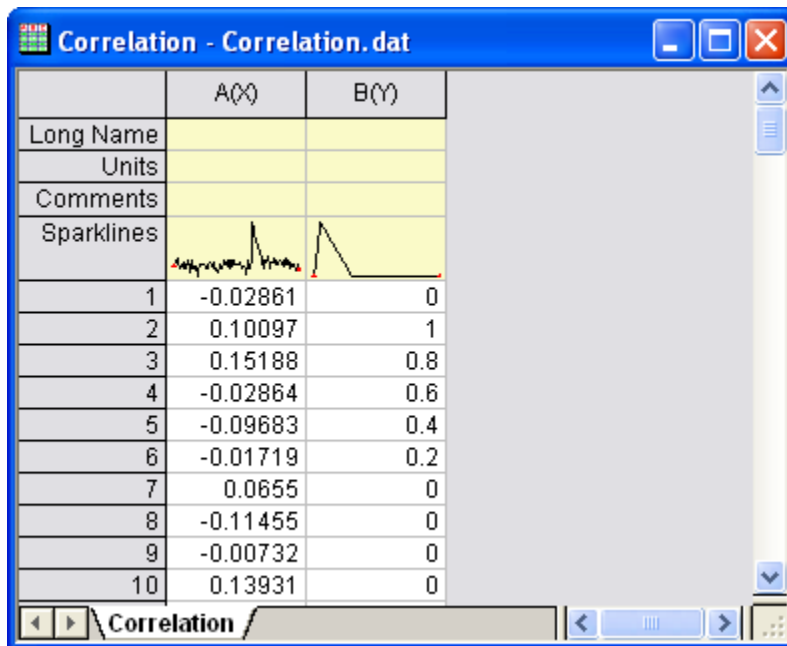 Correlation - Correlation.dat
A(X) B(Y)
Long Name
Units
Comments
Sparklines
1 -0.02861 0
2 0.10097 1
3 0.15188 0.8
4 -0.02864 0.6
5 -0.09683 0.4
6 -0.01719 0.2
7 0.0655 0
8 -0.11455 0
9 -0.00732 0
10 0.13931 0
Correlation